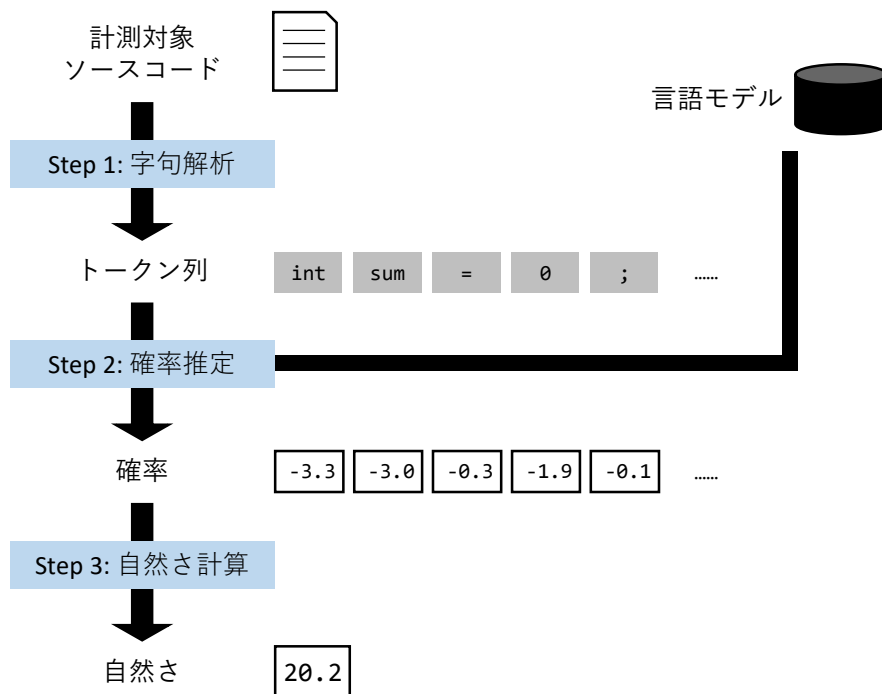 計測対象
ソースコード
言語モデル
Step 1: 字句解析
トークン列
int sum = 0 ; ......
Step 2: 確率推定
確率
-3.3 -3.0 -0.3 -1.9 -0.1 ......
Step 3: 自然さ計算
自然さ
20.2